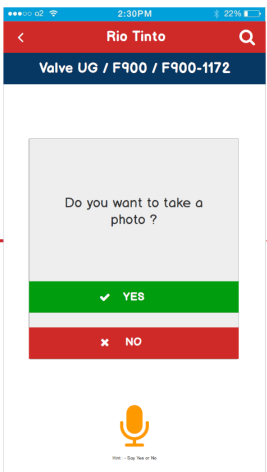 o2 2:30PM 22%
Rio Tinto
Valve UG / F900 / F900-1172
Do you want to take a
photo ?
YES
NO
Hint :- Say Yes or No